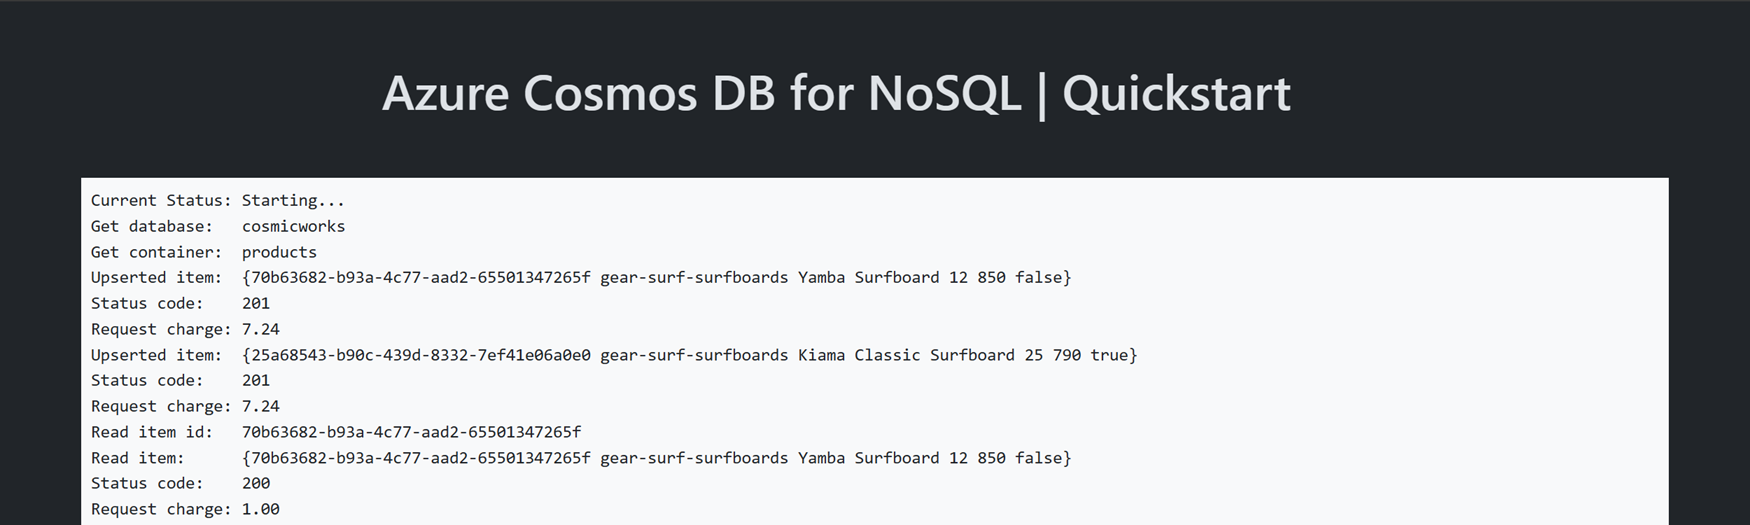 Azure Cosmos DB for NoSQL | Quickstart
Current Status: Starting...
Get database:   cosmicworks
Get container:  products
Upserted item:  {70b63682-b93a-4c77-aad2-65501347265f gear-surf-surfboards Yamba Surfboard 12 850 false}
Status code:    201
Request charge: 7.24
Upserted item:  {25a68543-b90c-439d-8332-7ef41e06a0e0 gear-surf-surfboards Kiama Classic Surfboard 25 790 true}
Status code:    201
Request charge: 7.24
Read item id:   70b63682-b93a-4c77-aad2-65501347265f
Read item:      {70b63682-b93a-4c77-aad2-65501347265f gear-surf-surfboards Yamba Surfboard 12 850 false}
Status code:    200
Request charge: 1.00